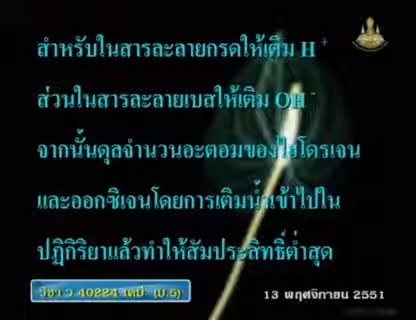 สำหรับในสารละลายกรดให้เติม H⁺
ส่วนในสารละลายเบสให้เติม OH⁻
จากนั้นดุลจำนวนอะตอมของไฮโดรเจน
และออกซิเจนโดยการเติมน้ำเข้าไปใน
ปฏิกิริยาแล้วทำให้สัมประสิทธิ์ต่ำสุด
วิชา ว 40224 เคมี (ม.5)
13 พฤศจิกายน 2551